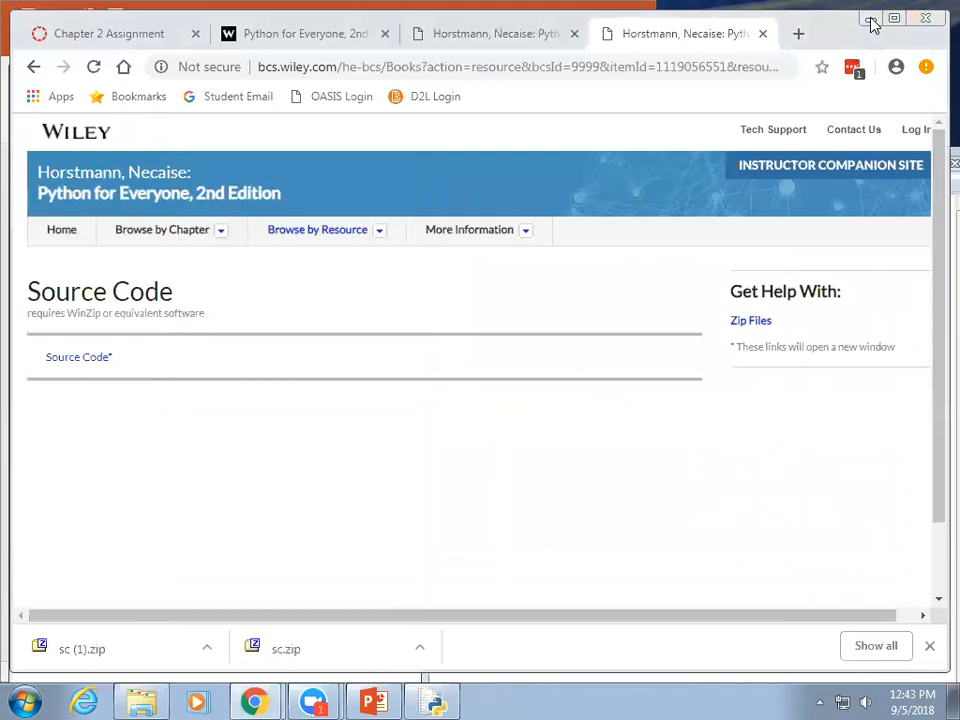 Chapter 2 Assignment
Python for Everyone, 2nd
Horstmann, Necaise: Pyth
Horstmann, Necaise: Pyth
Not secure
bcs.wiley.com/he-bcs/Books?action=resource&bcsId=9999&itemId=1119056551&resou...
1
Apps
Bookmarks
Student Email
OASIS Login
D2L Login
WILEY
Tech Support
Contact Us
Log In
Horstmann, Necaise:
Python for Everyone, 2nd Edition
INSTRUCTOR COMPANION SITE
Home
Browse by Chapter
Browse by Resource
More Information
Source Code
requires WinZip or equivalent software
Source Code*
Get Help With:
Zip Files
* These links will open a new window
sc (1).zip
sc.zip
Show all
1
12:43 PM
9/5/2018